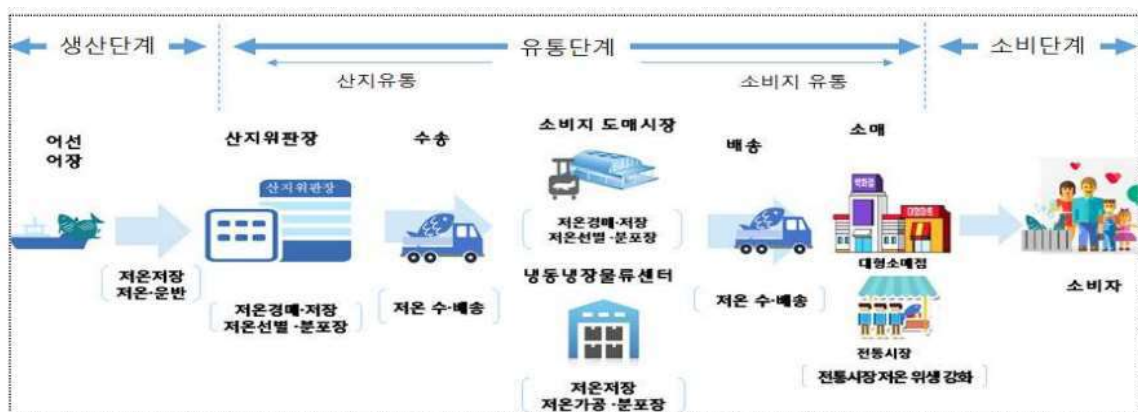 생산단계
유통단계
소비단계
산지유통
소비지 유통
어선
어장
저온저장
저온·운반
산지위판장
산지위판장
저온경매·저장
저온선별·분포장
수송
저온 수·배송
소비지 도매시장
저온경매·저장
저온선별·분포장
냉동냉장물류센터
저온저장
저온가공·분포장
배송
저온 수·배송
소매
백화점
대형마트
대형소매점
전통시장
전통시장 저온 위생 강화
소비자